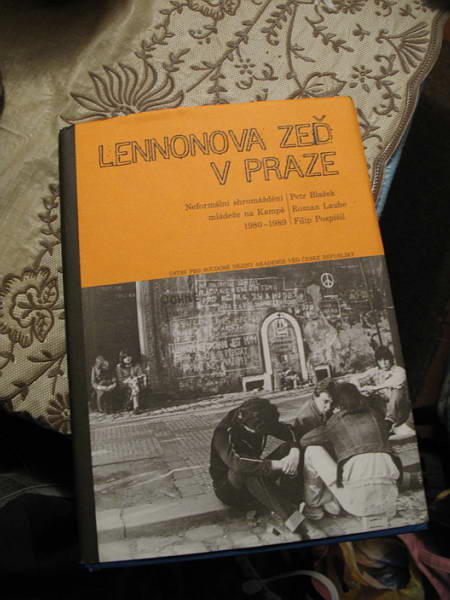 LENNONOVA ZEĎ
V PRAZE
Neformální shromáždění
mládeže na Kampě
1980–1989
Petr Blažek
Roman Laube
Filip Pospíšil
ÚSTAV PRO SOUDOBÉ DĚJINY AKADEMIE VĚD ČESKÉ REPUBLIKY
JOHN